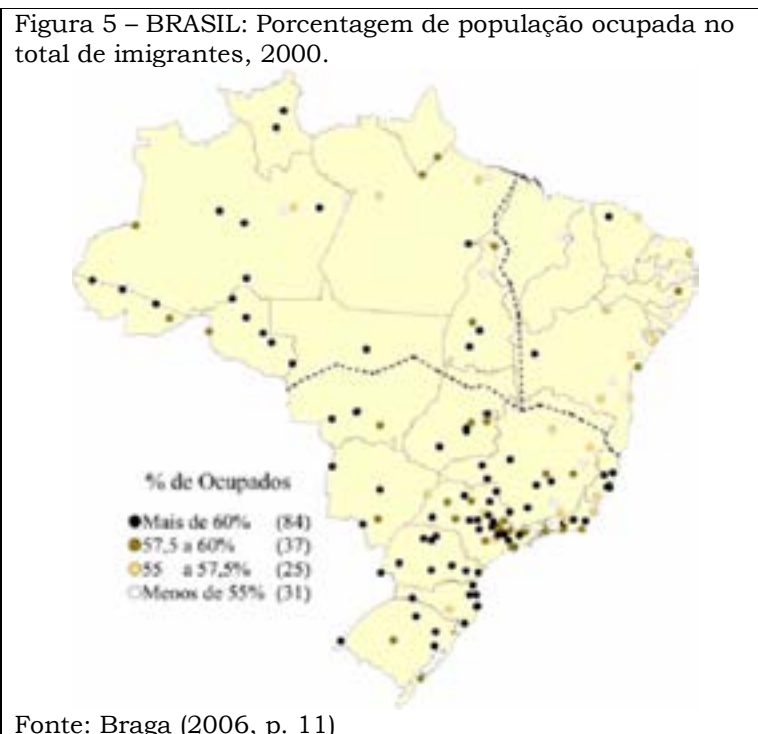 Figura 5 – BRASIL: Porcentagem de população ocupada no
total de imigrantes, 2000.
% de Ocupados
Mais de 60% (84)
57,5 a 60% (37)
55 a 57,5% (25)
Menos de 55% (31)
Fonte: Braga (2006, p. 11)